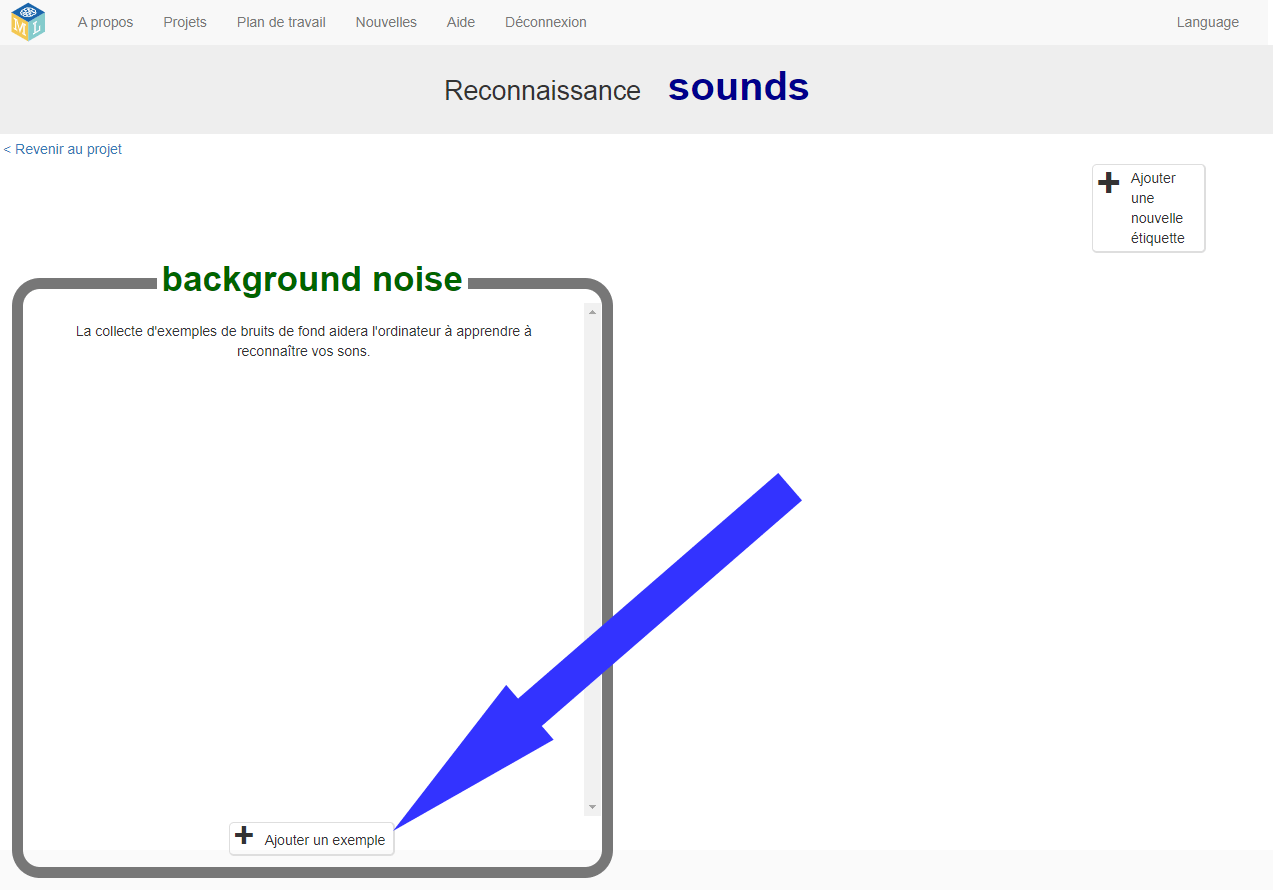 M L
A propos Projets Plan de travail Nouvelles Aide Déconnexion Language
Reconnaissance sounds
< Revenir au projet
Ajouter
une
nouvelle
étiquette
background noise
La collecte d'exemples de bruits de fond aidera l'ordinateur à apprendre à
reconnaître vos sons.
Ajouter un exemple